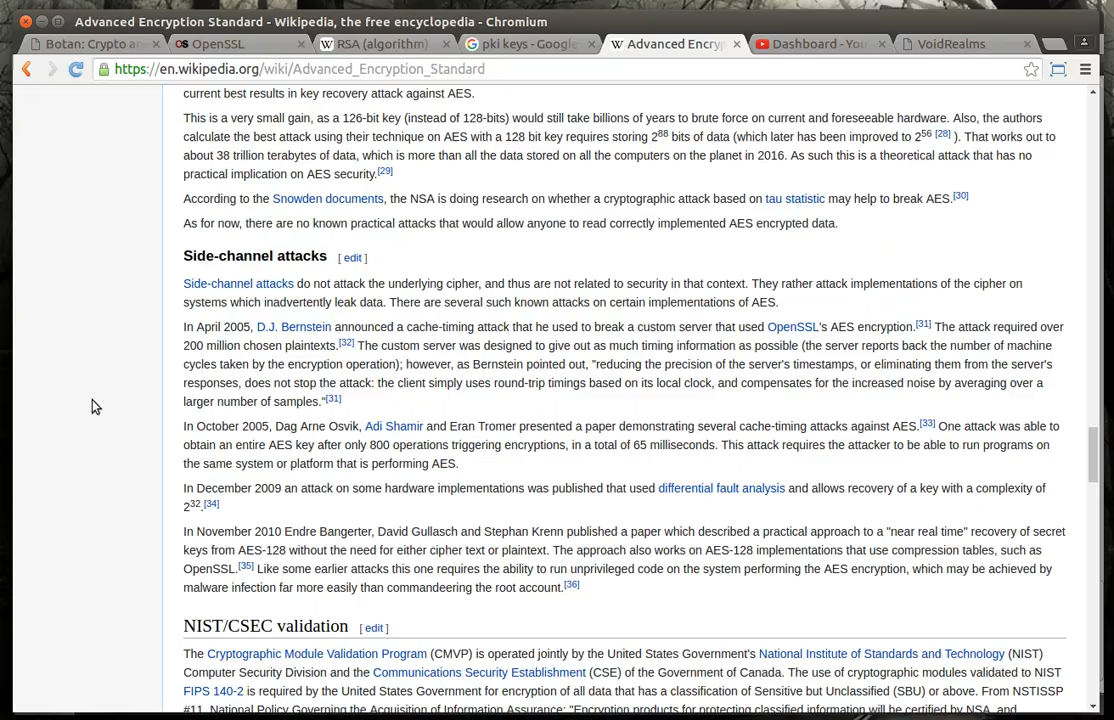 Advanced Encryption Standard - Wikipedia, the free encyclopedia - Chromium
Botan: Crypto an
OpenSSL
RSA (algorithm)
pki keys - Google
Advanced Encry
Dashboard - You
VoidRealms
https://en.wikipedia.org/wiki/Advanced_Encryption_Standard
current best results in key recovery attack against AES.
This is a very small gain, as a 126-bit key (instead of 128-bits) would still take billions of years to brute force on current and foreseeable hardware. Also, the authors
calculate the best attack using their technique on AES with a 128 bit key requires storing 2⁸⁸ bits of data (which later has been improved to 2⁵⁶ [28] ). That works out to
about 38 trillion terabytes of data, which is more than all the data stored on all the computers on the planet in 2016. As such this is a theoretical attack that has no
practical implication on AES security.[29]
According to the Snowden documents, the NSA is doing research on whether a cryptographic attack based on tau statistic may help to break AES.[30]
As for now, there are no known practical attacks that would allow anyone to read correctly implemented AES encrypted data.
Side-channel attacks [ edit ]
Side-channel attacks do not attack the underlying cipher, and thus are not related to security in that context. They rather attack implementations of the cipher on
systems which inadvertently leak data. There are several such known attacks on certain implementations of AES.
In April 2005, D.J. Bernstein announced a cache-timing attack that he used to break a custom server that used OpenSSL's AES encryption.[31] The attack required over
200 million chosen plaintexts.[32] The custom server was designed to give out as much timing information as possible (the server reports back the number of machine
cycles taken by the encryption operation); however, as Bernstein pointed out, "reducing the precision of the server's timestamps, or eliminating them from the server's
responses, does not stop the attack: the client simply uses round-trip timings based on its local clock, and compensates for the increased noise by averaging over a
larger number of samples."[31]
In October 2005, Dag Arne Osvik, Adi Shamir and Eran Tromer presented a paper demonstrating several cache-timing attacks against AES.[33] One attack was able to
obtain an entire AES key after only 800 operations triggering encryptions, in a total of 65 milliseconds. This attack requires the attacker to be able to run programs on
the same system or platform that is performing AES.
In December 2009 an attack on some hardware implementations was published that used differential fault analysis and allows recovery of a key with a complexity of
2³².[34]
In November 2010 Endre Bangerter, David Gullasch and Stephan Krenn published a paper which described a practical approach to a "near real time" recovery of secret
keys from AES-128 without the need for either cipher text or plaintext. The approach also works on AES-128 implementations that use compression tables, such as
OpenSSL.[35] Like some earlier attacks this one requires the ability to run unprivileged code on the system performing the AES encryption, which may be achieved by
malware infection far more easily than commandeering the root account.[36]
NIST/CSEC validation [ edit ]
The Cryptographic Module Validation Program (CMVP) is operated jointly by the United States Government's National Institute of Standards and Technology (NIST)
Computer Security Division and the Communications Security Establishment (CSE) of the Government of Canada. The use of cryptographic modules validated to NIST
FIPS 140-2 is required by the United States Government for encryption of all data that has a classification of Sensitive but Unclassified (SBU) or above. From NSTISSP
#11, National Policy Governing the Acquisition of Information Assurance: "Encryption products for protecting classified information will be certified by NSA, and